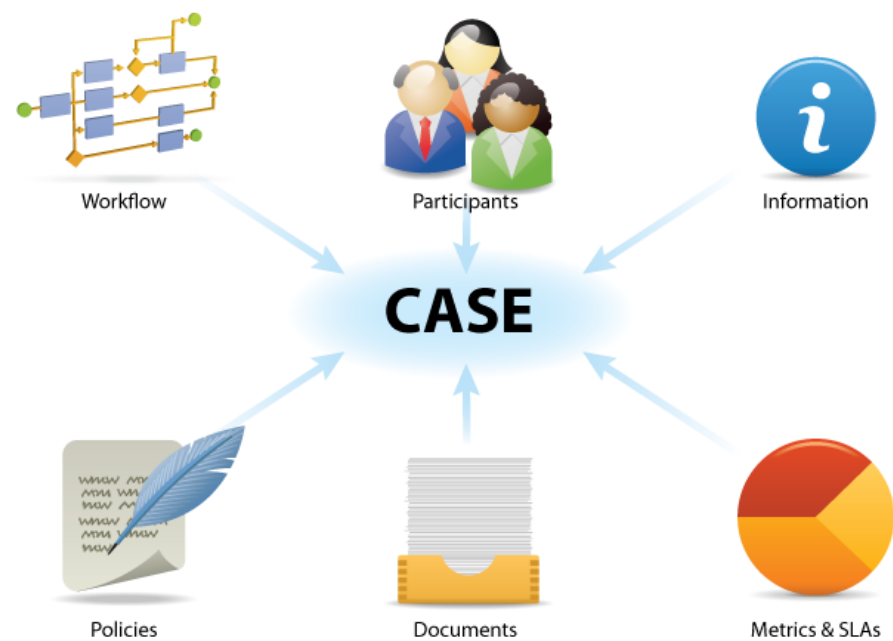 Workflow
Participants
Information
CASE
Policies
Documents
Metrics & SLAs